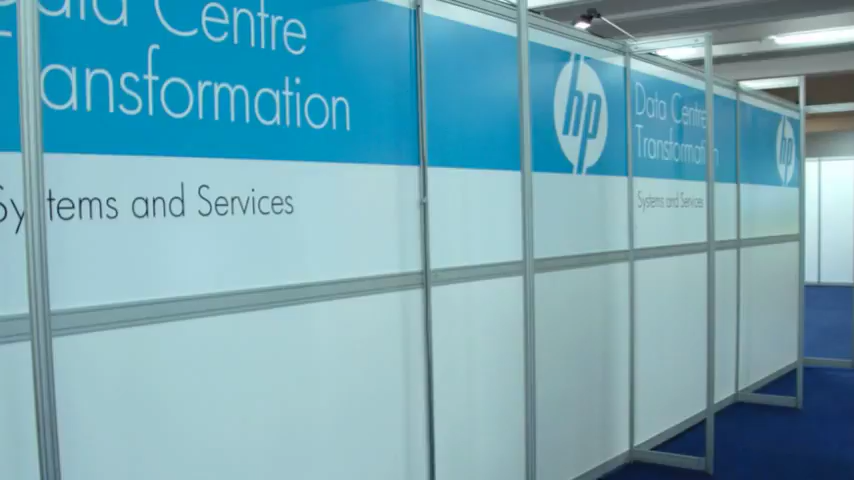 Data Centre
Transformation
Systems and Services
hp
Data Centre
Transformation
Systems and Services
hp